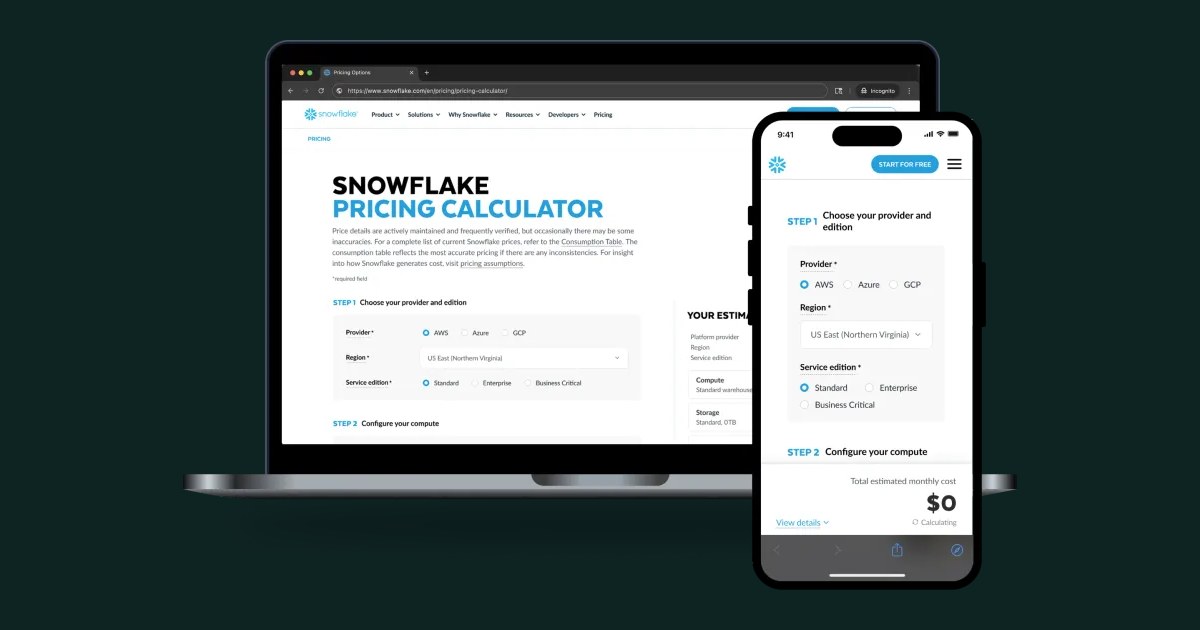 Pricing Options
https://www.snowflake.com/en/pricing/pricing-calculator/
Incognito
snowflake
Product
Solutions
Why Snowflake
Resources
Developers
Pricing
PRICING
SNOWFLAKE
PRICING CALCULATOR
Price details are actively maintained and frequently verified, but occasionally there may be some
inaccuracies. For a complete list of current Snowflake prices, refer to the Consumption Table. The
consumption table reflects the most accurate pricing if there are any inconsistencies. For insight
into how Snowflake generates cost, visit pricing assumptions.
*required field
STEP 1 Choose your provider and edition
Provider*
AWS
Azure
GCP
Region*
US East (Northern Virginia)
Service edition*
Standard
Enterprise
Business Critical
STEP 2 Configure your compute
YOUR ESTIMA
Platform provider
Region
Service edition
Compute
Standard warehouse
Storage
Standard, 0TB
9:41
START FOR FREE
STEP 1 Choose your provider and
edition
Provider*
AWS
Azure
GCP
Region*
US East (Northern Virginia)
Service edition*
Standard
Enterprise
Business Critical
STEP 2 Configure your compute
Total estimated monthly cost
$0
View details
Calculating